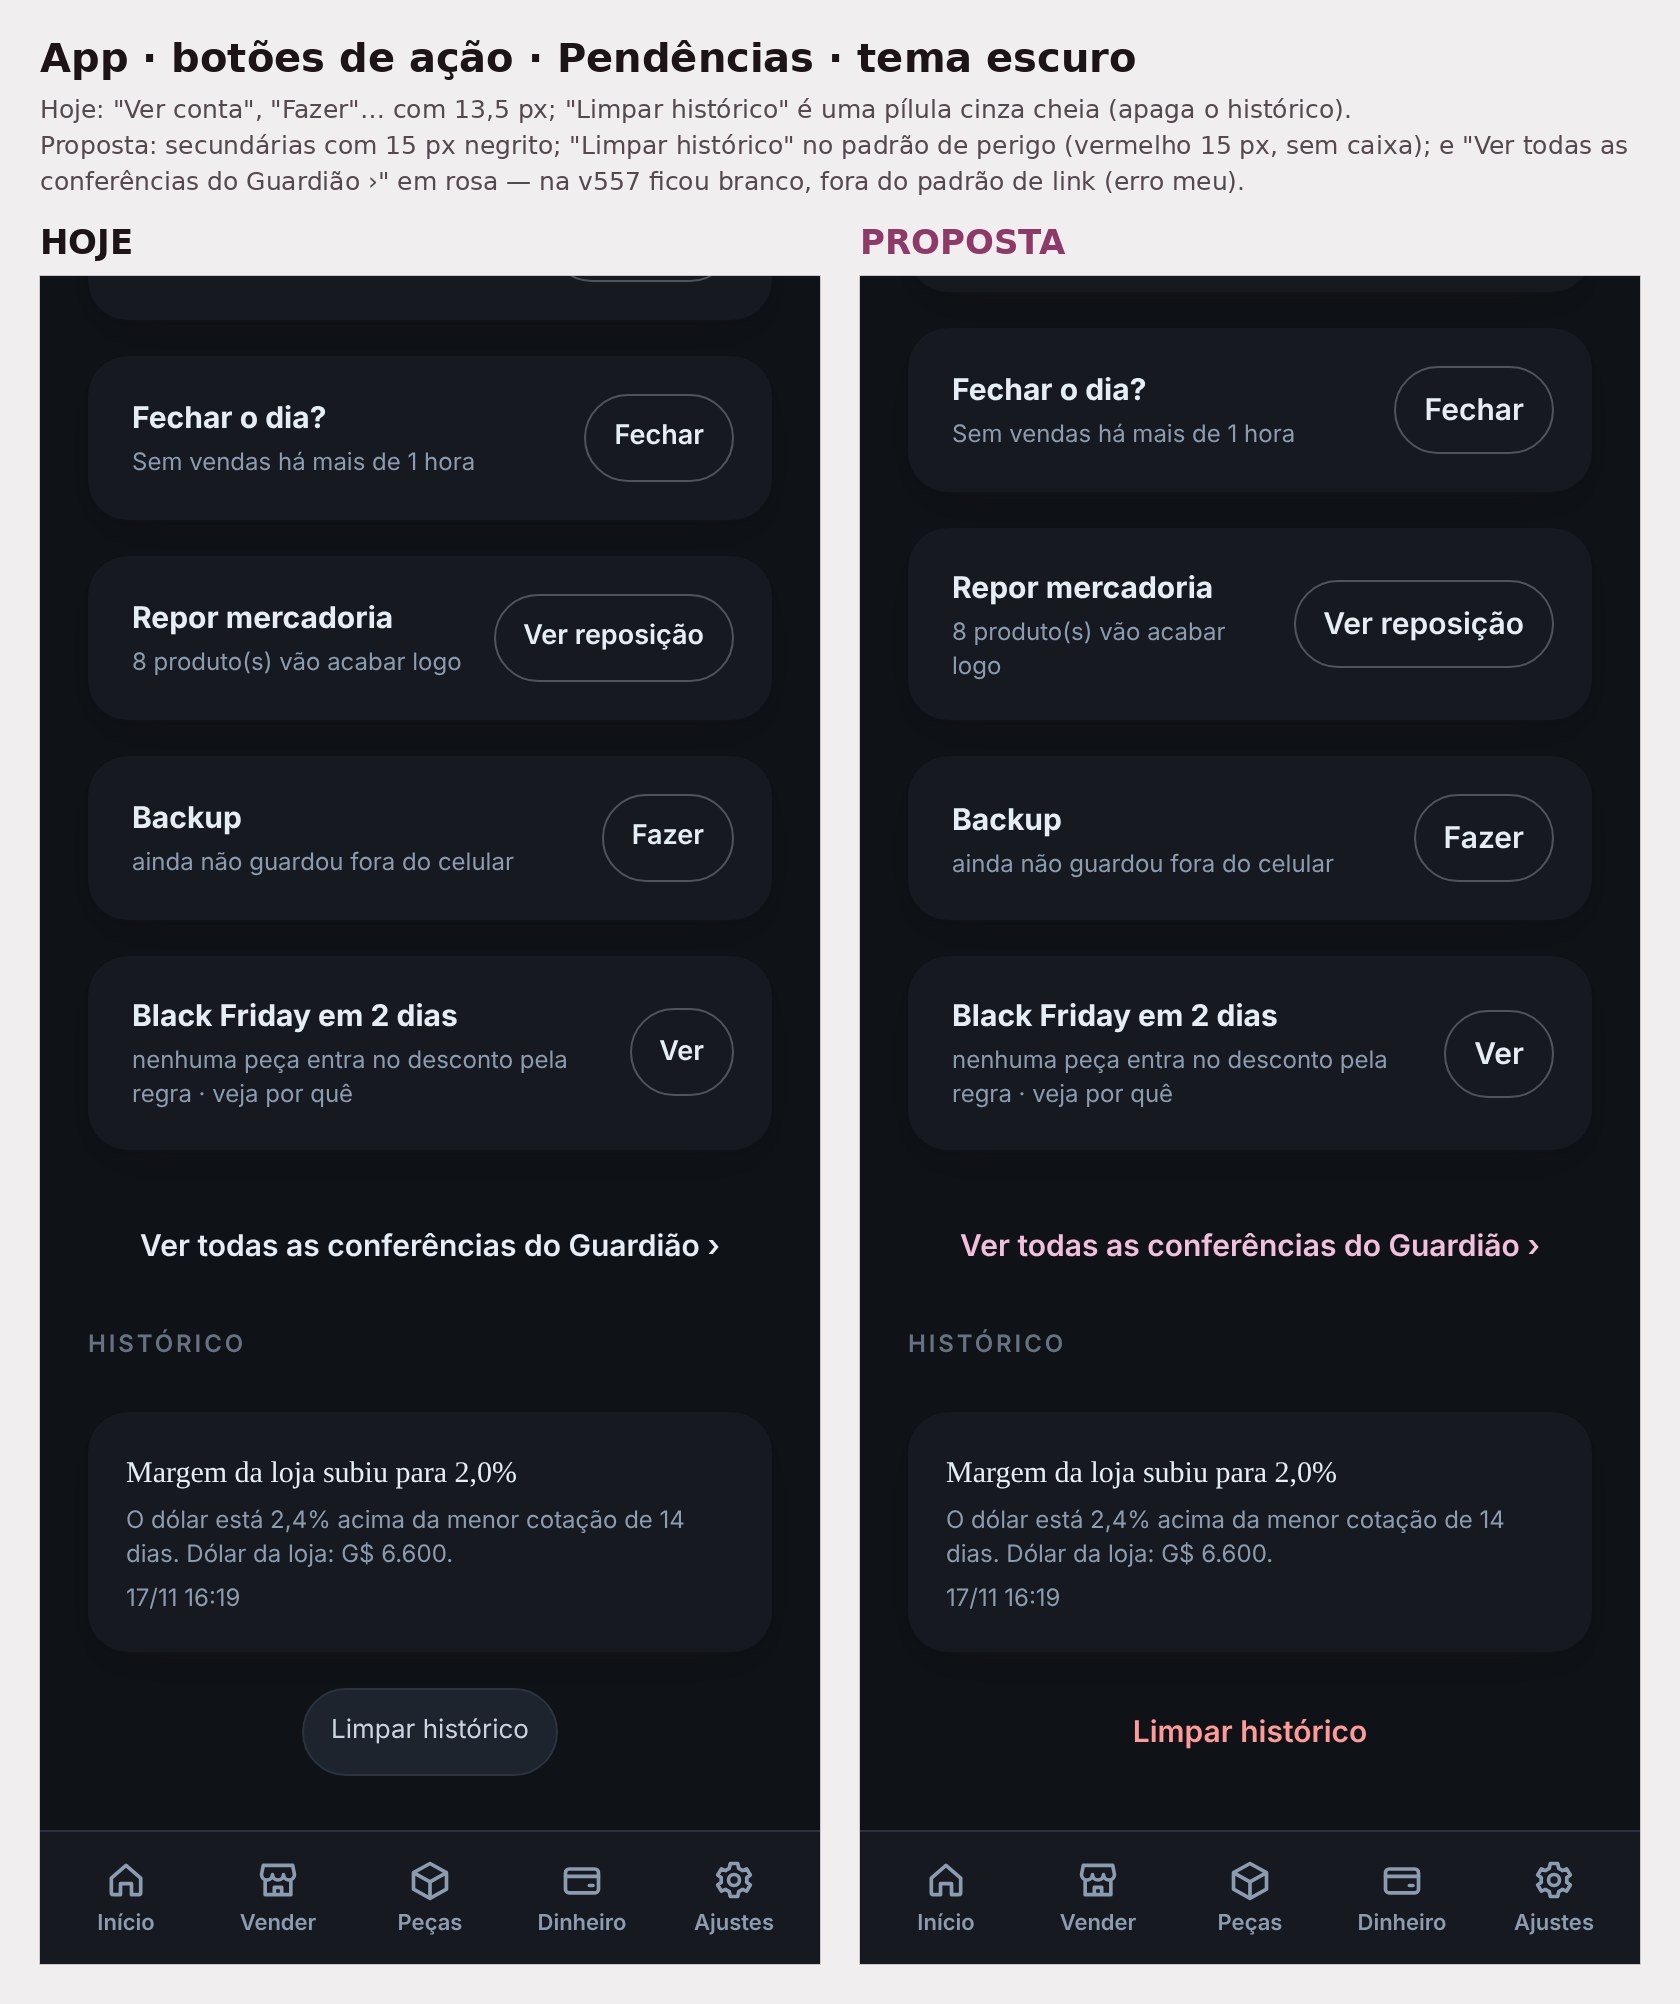 App · botões de ação · Pendências · tema escuro
Hoje: "Ver conta", "Fazer"... com 13,5 px; "Limpar histórico" é uma pílula cinza cheia (apaga o histórico).
Proposta: secundárias com 15 px negrito; "Limpar histórico" no padrão de perigo (vermelho 15 px, sem caixa); e "Ver todas as
conferências do Guardião ›" em rosa — na v557 ficou branco, fora do padrão de link (erro meu).
HOJE
Fechar o dia?
Sem vendas há mais de 1 hora
Fechar
Repor mercadoria
8 produto(s) vão acabar logo
Ver reposição
Backup
ainda não guardou fora do celular
Fazer
Black Friday em 2 dias
nenhuma peça entra no desconto pela
regra · veja por quê
Ver
Ver todas as conferências do Guardião ›
HISTÓRICO
Margem da loja subiu para 2,0%
O dólar está 2,4% acima da menor cotação de 14
dias. Dólar da loja: G$ 6.600.
17/11 16:19
Limpar histórico
Início
Vender
Peças
Dinheiro
Ajustes
PROPOSTA
Fechar o dia?
Sem vendas há mais de 1 hora
Fechar
Repor mercadoria
8 produto(s) vão acabar
logo
Ver reposição
Backup
ainda não guardou fora do celular
Fazer
Black Friday em 2 dias
nenhuma peça entra no desconto pela
regra · veja por quê
Ver
Ver todas as conferências do Guardião ›
HISTÓRICO
Margem da loja subiu para 2,0%
O dólar está 2,4% acima da menor cotação de 14
dias. Dólar da loja: G$ 6.600.
17/11 16:19
Limpar histórico
Início
Vender
Peças
Dinheiro
Ajustes